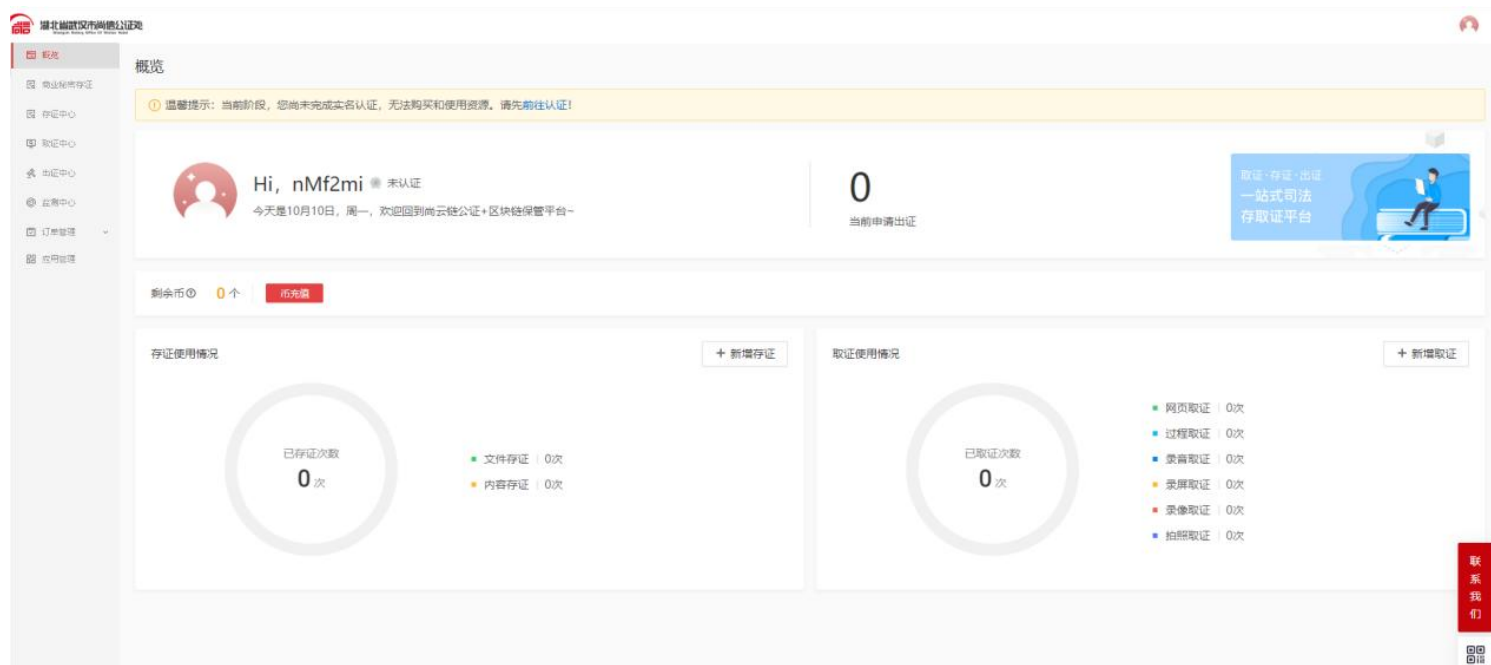 湖北省武汉市尚信公证处
概览
商业秘密存证
存证中心
取证中心
出证中心
监测中心
订单管理
应用管理
概览
温馨提示：当前阶段，您尚未完成实名认证，无法购买和使用资源。请先前往认证！
Hi，nMf2mi 未认证
今天是10月10日，周一，欢迎回到尚云链公证+区块链保管平台~
0
当前申请出证
取证·存证·出证
一站式司法
存取证平台
剩余币 0 个 币充值
存证使用情况
+ 新增存证
已存证次数
0 次
文件存证 0次
内容存证 0次
取证使用情况
+ 新增取证
已取证次数
0 次
网页取证 0次
过程取证 0次
录音取证 0次
录屏取证 0次
录像取证 0次
拍照取证 0次
联系我们